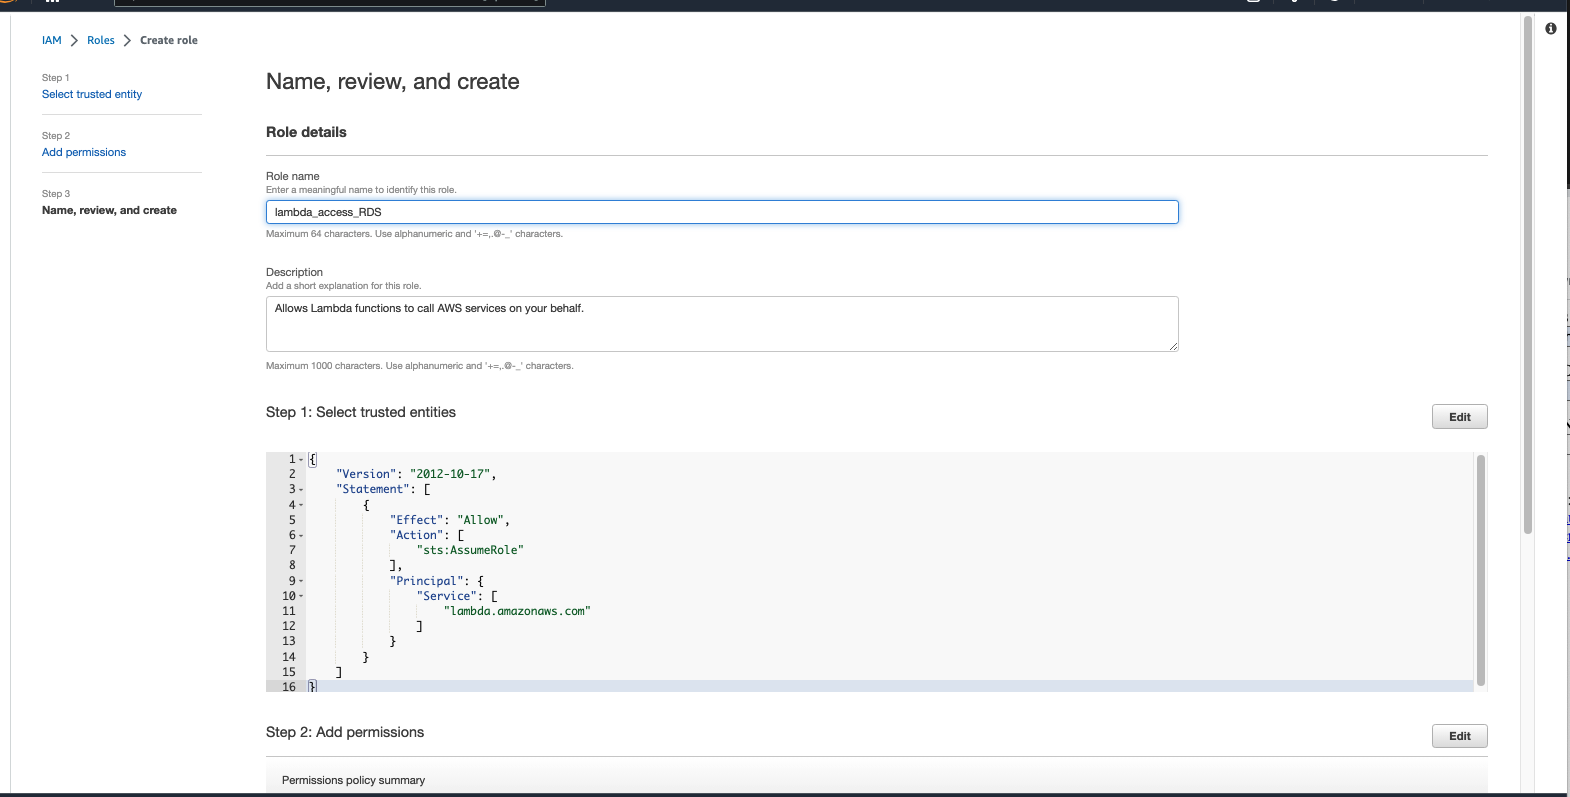 IAM > Roles > Create role
Step 1
Select trusted entity
Step 2
Add permissions
Step 3
Name, review, and create
Name, review, and create
Role details
Role name
Enter a meaningful name to identify this role.
lambda_access_RDS
Maximum 64 characters. Use alphanumeric and '+=,.@-_' characters.
Description
Add a short explanation for this role.
Allows Lambda functions to call AWS services on your behalf.
Maximum 1000 characters. Use alphanumeric and '+=,.@-_' characters.
Step 1: Select trusted entities
Edit
1 {
2 "Version": "2012-10-17",
3 "Statement": [
4 {
5 "Effect": "Allow",
6 "Action": [
7 "sts:AssumeRole"
8 ],
9 "Principal": {
10 "Service": [
11 "lambda.amazonaws.com"
12 ]
13 }
14 }
15 ]
16 }
Step 2: Add permissions
Edit
Permissions policy summary